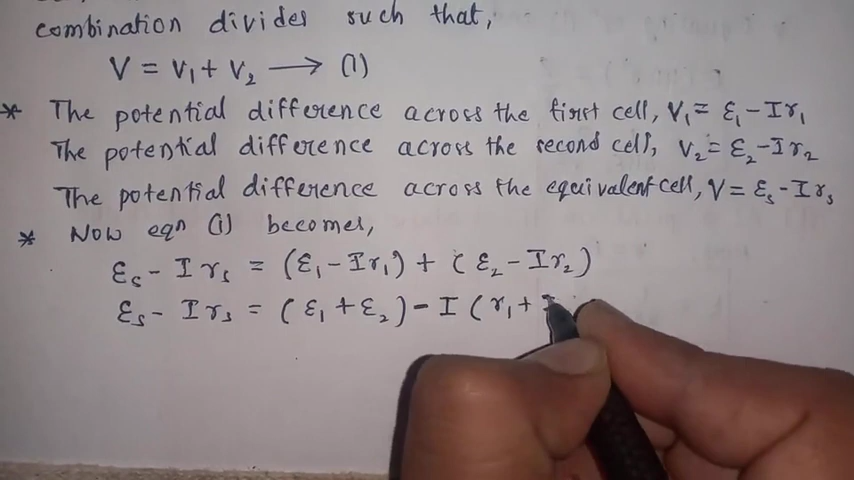 combination divides such that,
V = V₁ + V₂ ⟶ (1)
* The potential difference across the first cell, V₁ = ε₁ - Ir₁
The potential difference across the second cell, V₂ = ε₂ - Ir₂
The potential difference across the equivalent cell, V = εₛ - Irₛ
* Now eqn (1) becomes,
εₛ - Irₛ = (ε₁ - Ir₁) + (ε₂ - Ir₂)
εₛ - Irₛ = (ε₁ + ε₂) - I (r₁ +